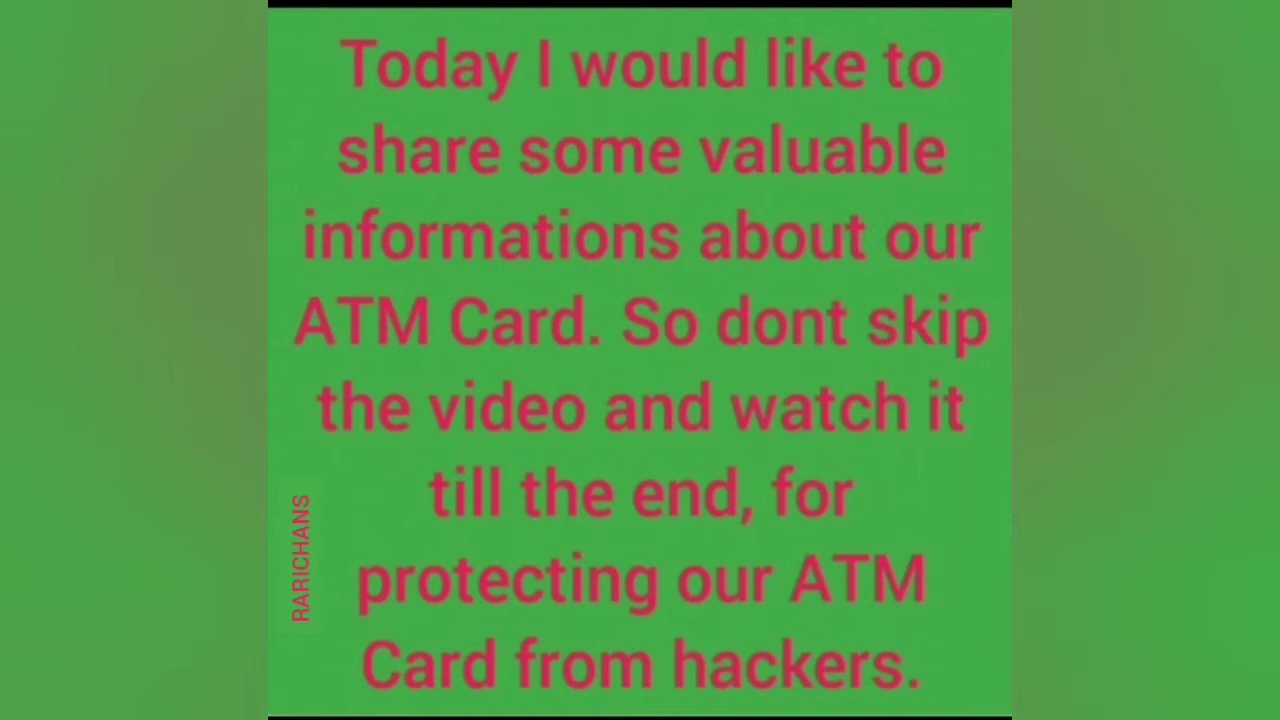 Today I would like to
share some valuable
informations about our
ATM Card. So dont skip
the video and watch it
till the end, for
protecting our ATM
Card from hackers.
RARICHANS